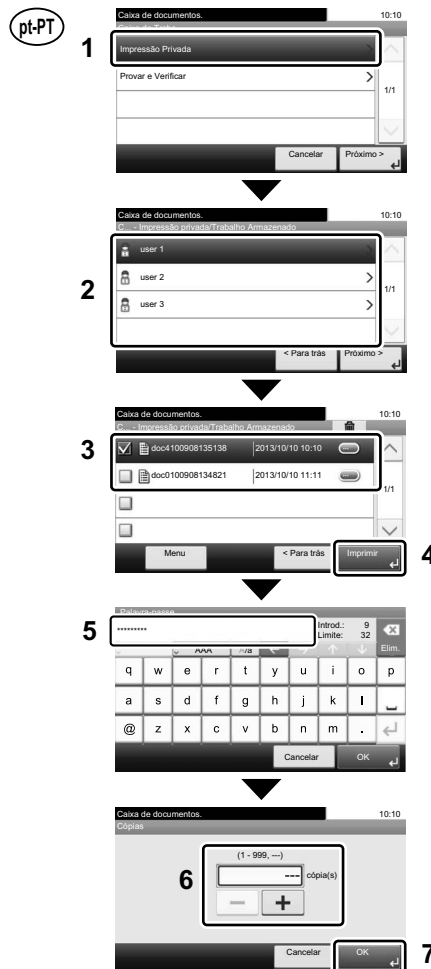 pt-PT
Caixa de documentos. 10:10
1
Impressão Privada
Provar e Verificar
1/1
Cancelar Próximo >
Caixa de documentos. 10:10
C... - Impressão privada/Trabalho Armazenado
user 1
2
user 2
1/1
user 3
< Para trás Próximo >
Caixa de documentos. 10:10
C... - Impressão privada/Trabalho Armazenado
3
doc4100908135138 2013/10/10 10:10
doc0100908134821 2013/10/10 11:11
1/1
Menu < Para trás Imprimir
4
Palavra-passe
5
********* Introd.: 9
Limite: 32
Elim.
q w e r t y u i o p
a s d f g h j k l
@ z x c v b n m .
Cancelar OK
Caixa de documentos. 10:10
Cópias
(1 - 999, ---)
6
--- cópia(s)
Cancelar OK
7